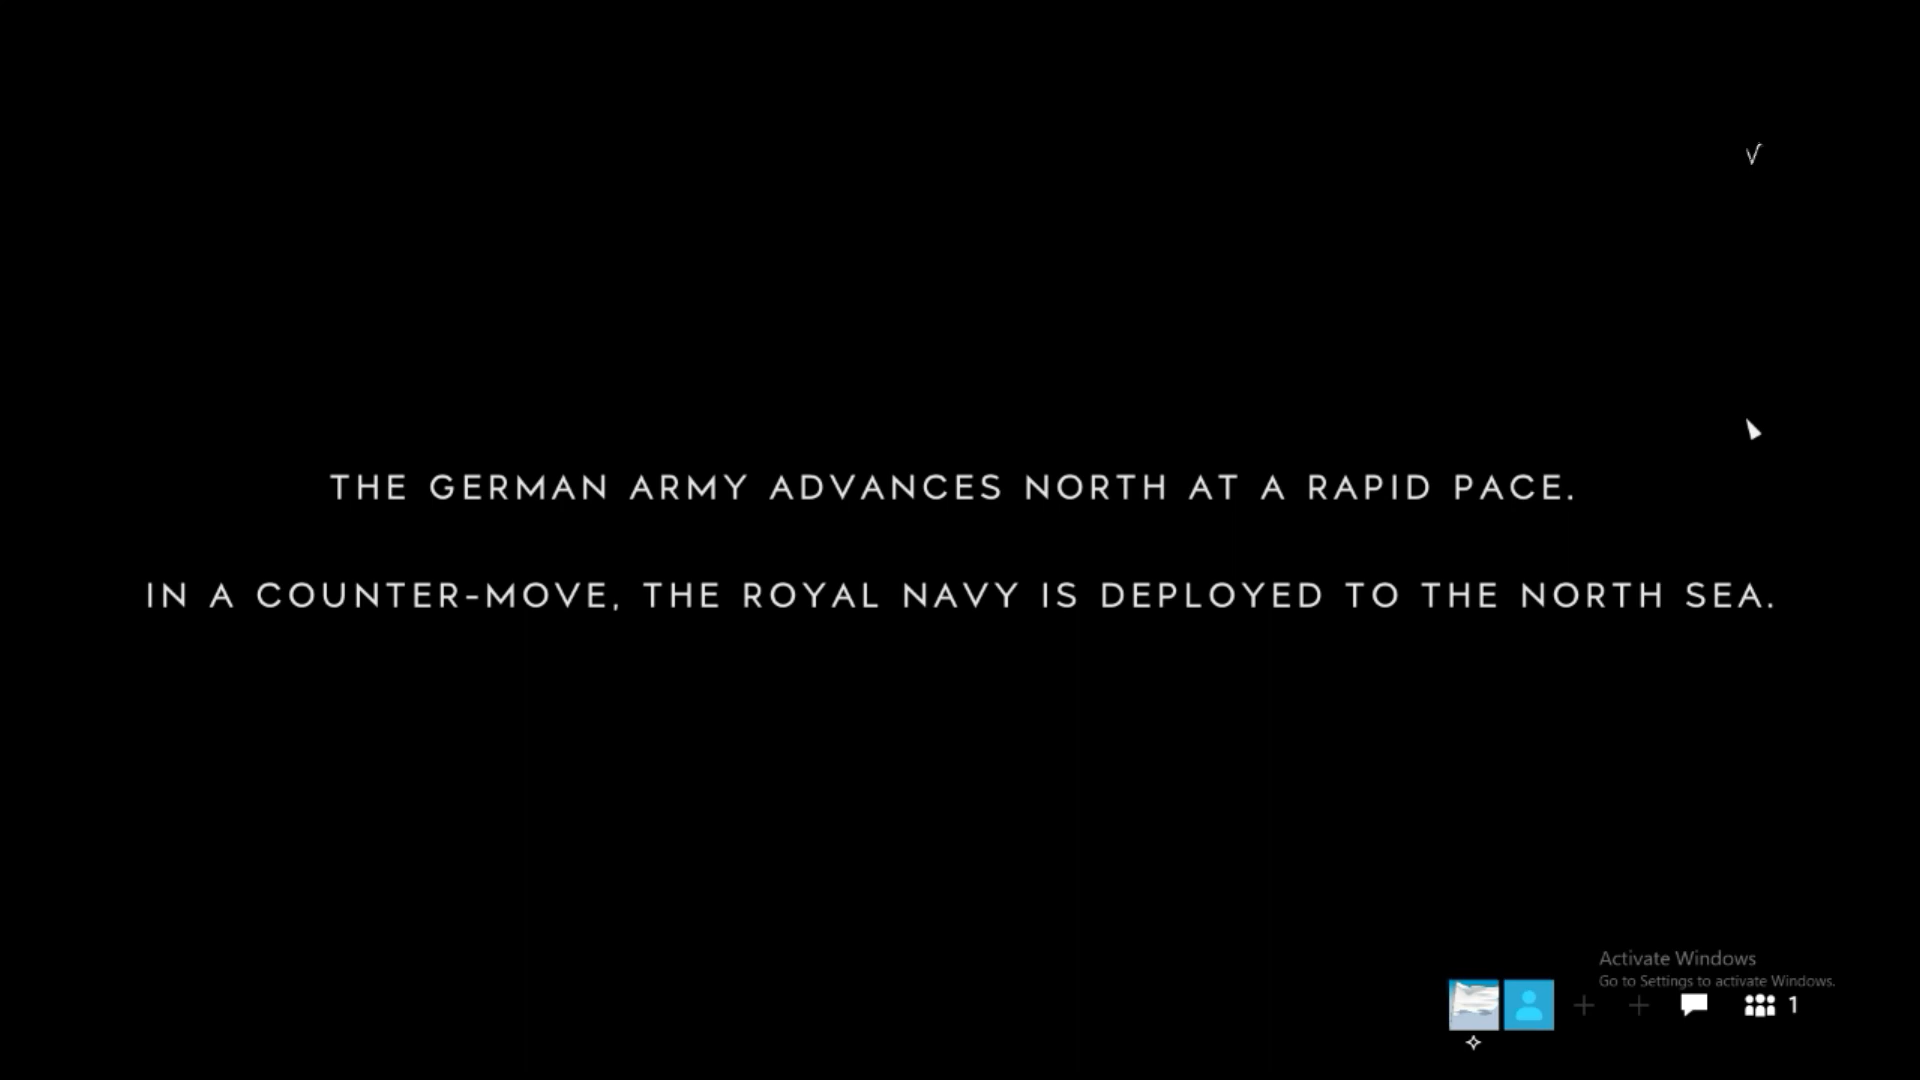 THE GERMAN ARMY ADVANCES NORTH AT A RAPID PACE.
IN A COUNTER-MOVE, THE ROYAL NAVY IS DEPLOYED TO THE NORTH SEA.
Activate Windows
Go to Settings to activate Windows.
1